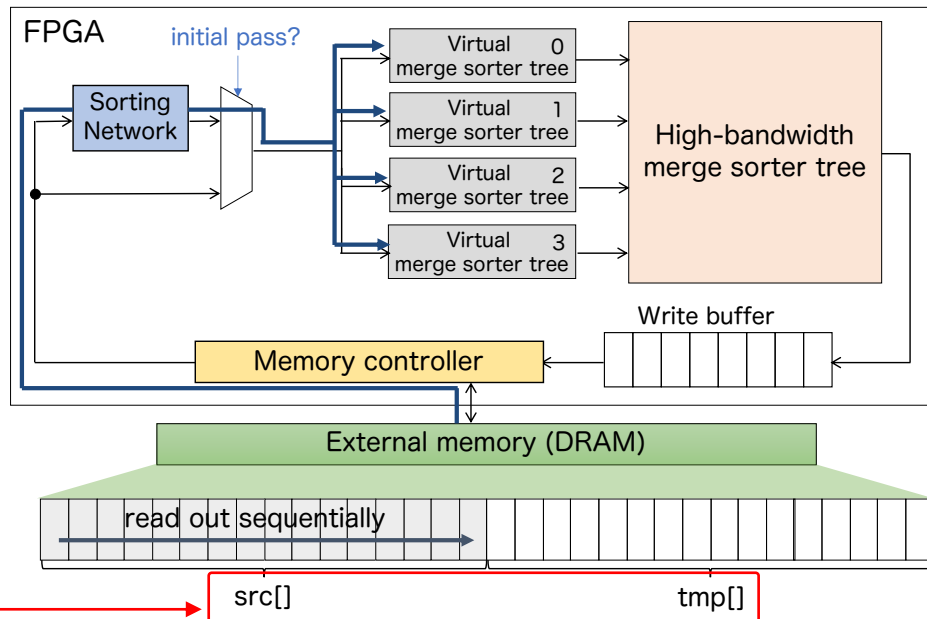 FPGA
initial pass?
Sorting
Network
Virtual 0
merge sorter tree
Virtual 1
merge sorter tree
Virtual 2
merge sorter tree
Virtual 3
merge sorter tree
High-bandwidth
merge sorter tree
Write buffer
Memory controller
External memory (DRAM)
read out sequentially
src[] tmp[]